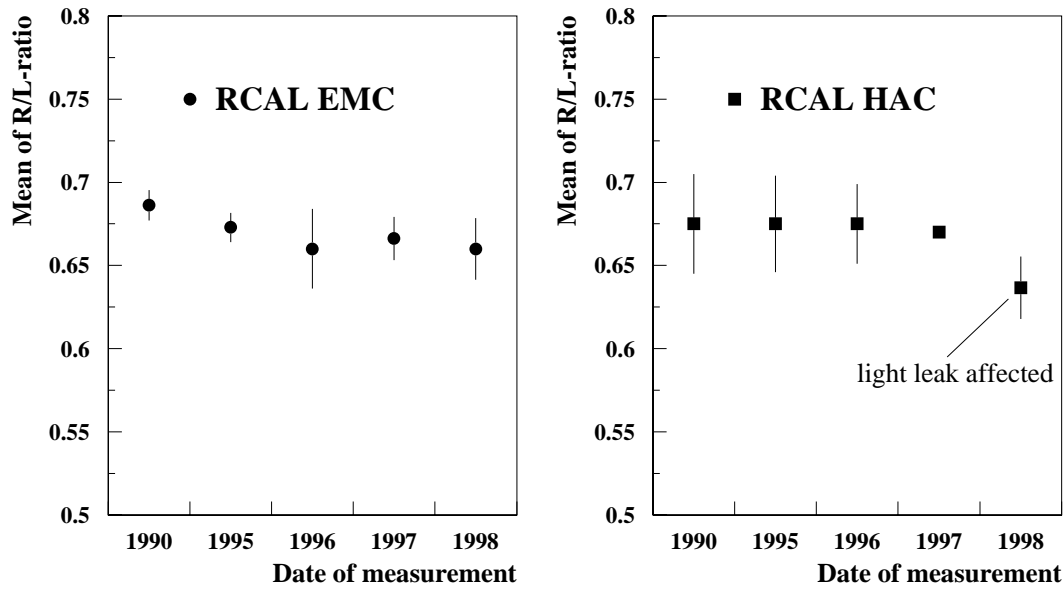 Mean of R/L-ratio
0.8
0.75
0.7
0.65
0.6
0.55
0.5
RCAL EMC
1990 1995 1996 1997 1998
Date of measurement
Mean of R/L-ratio
0.8
0.75
0.7
0.65
0.6
0.55
0.5
RCAL HAC
light leak affected
1990 1995 1996 1997 1998
Date of measurement